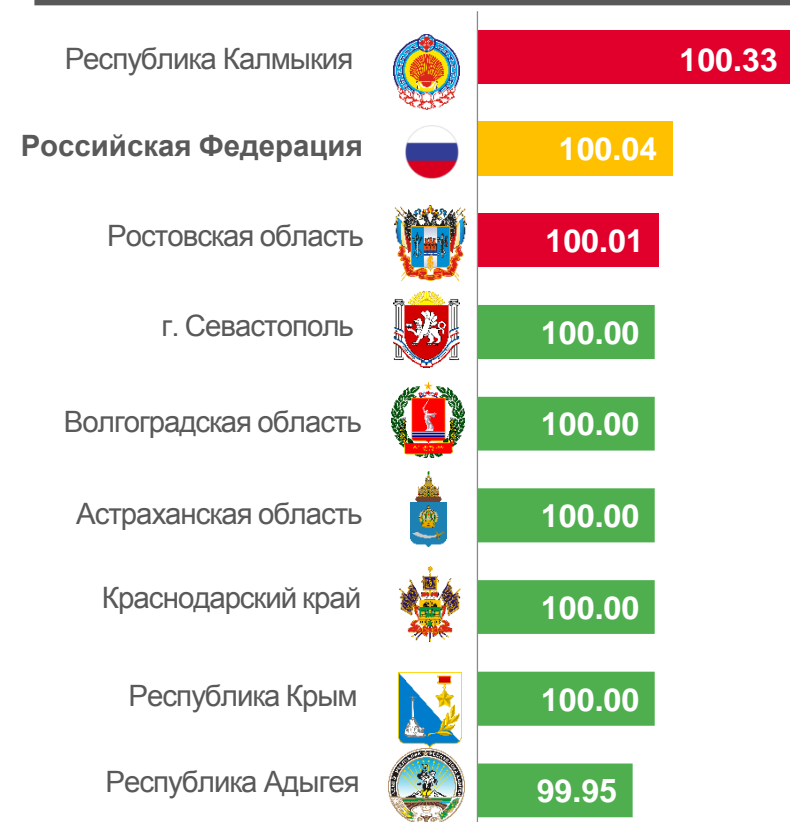 Республика Калмыкия 100.33
Российская Федерация 100.04
Ростовская область 100.01
г. Севастополь 100.00
Волгоградская область 100.00
Астраханская область 100.00
Краснодарский край 100.00
Республика Крым 100.00
Республика Адыгея 99.95